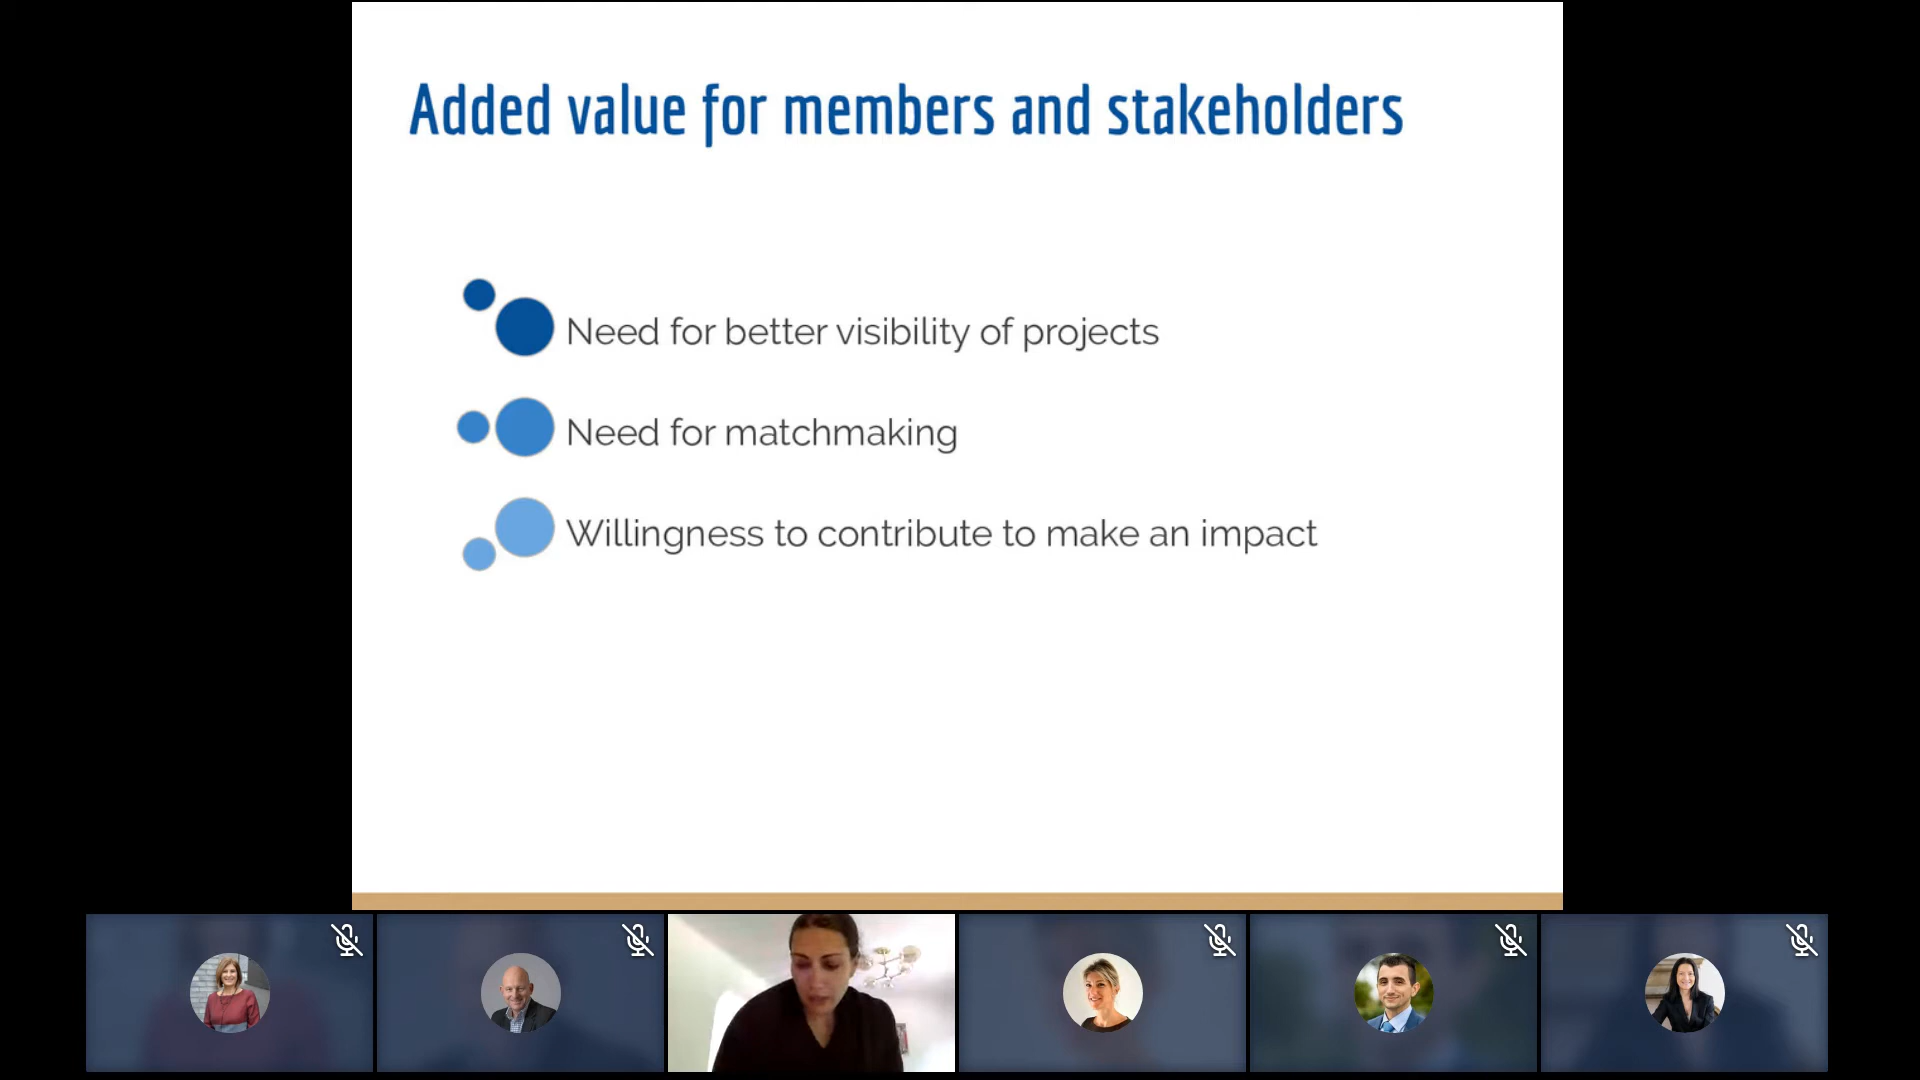 Added value for members and stakeholders
Need for better visibility of projects
Need for matchmaking
Willingness to contribute to make an impact